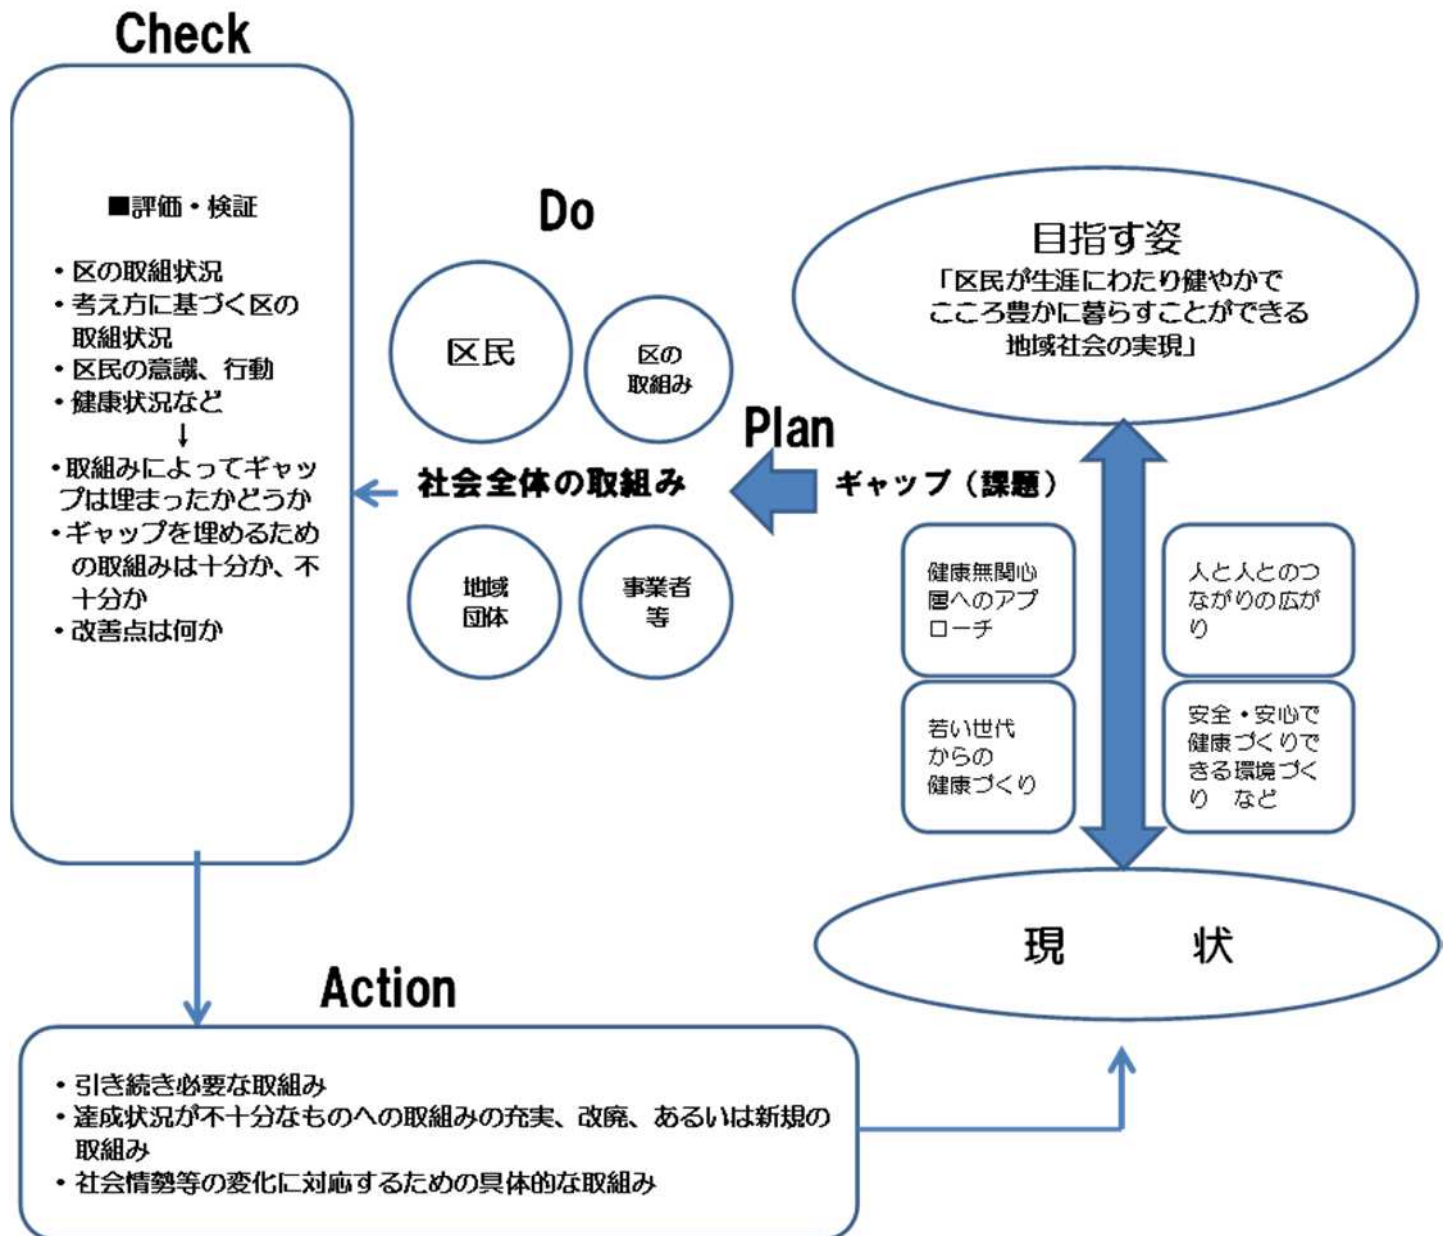 Check
■評価・検証
・区の取組状況
・考え方に基づく区の
取組状況
・区民の意識、行動
・健康状況など
↓
・取組みによってギャッ
プは埋まったかどうか
・ギャップを埋めるため
の取組みは十分か、不
十分か
・改善点は何か
Do
区民
区の
取組み
社会全体の取組み
地域
団体
事業者
等
Plan
ギャップ（課題）
目指す姿
「区民が生涯にわたり健やかで
こころ豊かに暮らすことができる
地域社会の実現」
健康無関心
層へのアプ
ローチ
人と人とのつ
ながりの広が
り
若い世代
からの
健康づくり
安全・安心で
健康づくりで
きる環境づく
り　など
現　状
Action
・引き続き必要な取組み
・達成状況が不十分なものへの取組みの充実、改廃、あるいは新規の
取組み
・社会情勢等の変化に対応するための具体的な取組み